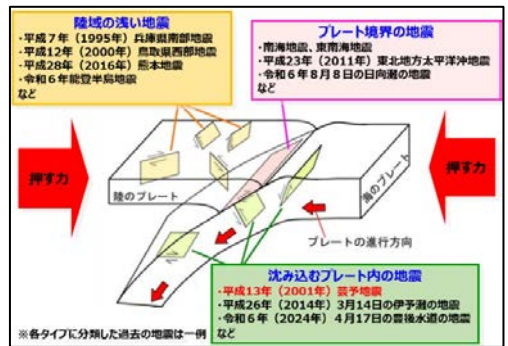 陸域の浅い地震
・平成7年（1995年）兵庫県南部地震
・平成12年（2000年）鳥取県西部地震
・平成28年（2016年）熊本地震
・令和6年能登半島地震
など
プレート境界の地震
・南海地震、東南海地震
・平成23年（2011年）東北地方太平洋沖地震
・令和6年8月8日の日向灘の地震
など
押す力
陸のプレート
海のプレート
押す力
プレートの進行方向
沈み込むプレート内の地震
・平成13年（2001年）芸予地震
・平成26年（2014年）3月14日の伊予灘の地震
・令和6年（2024年）4月17日の豊後水道の地震
など
※各タイプに分類した過去の地震は一例